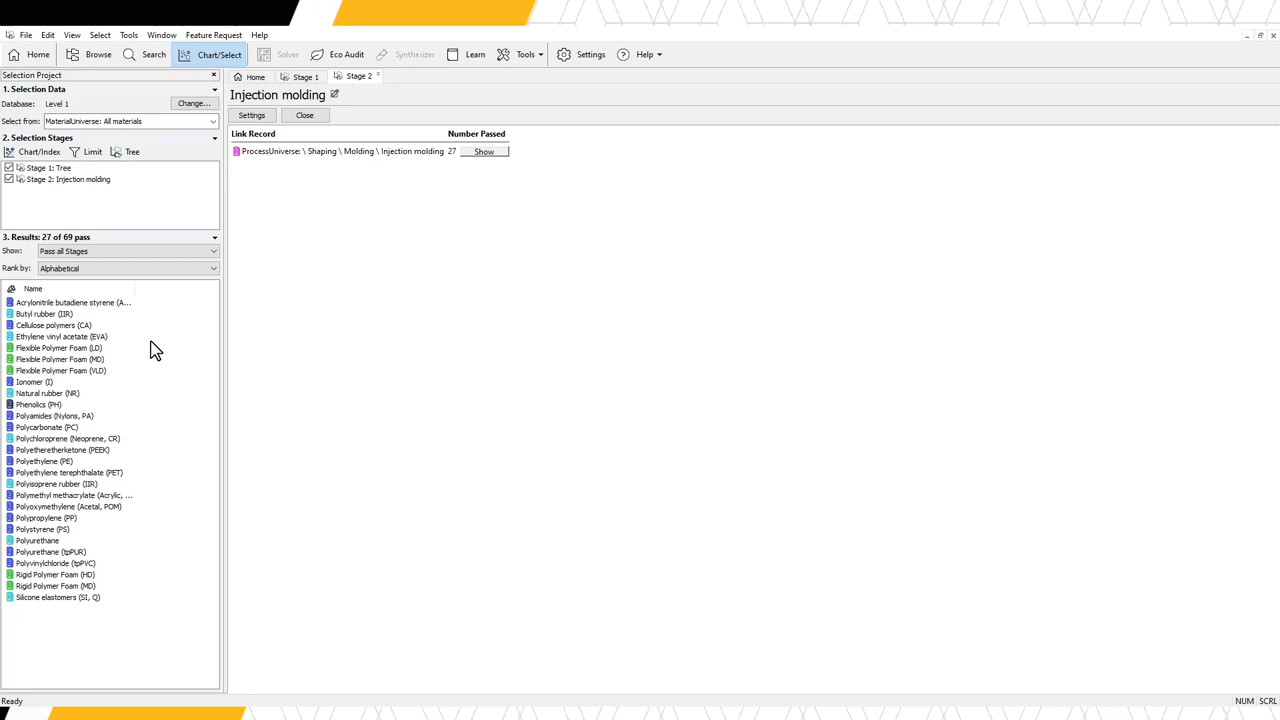 File Edit View Select Tools Window Feature Request Help
Home Browse Search Chart/Select Solver Eco Audit Synthesizer Learn Tools Settings Help
Selection Project
Home Stage 1 Stage 2
1. Selection Data
Database: Level 1 Change...
Select from: MaterialUniverse: All materials
2. Selection Stages
Chart/Index Limit Tree
Stage 1: Tree
Stage 2: Injection molding
3. Results: 27 of 69 pass
Show: Pass all Stages
Rank by: Alphabetical
Name
Acrylonitrile butadiene styrene (A...
Butyl rubber (IIR)
Cellulose polymers (CA)
Ethylene vinyl acetate (EVA)
Flexible Polymer Foam (LD)
Flexible Polymer Foam (MD)
Flexible Polymer Foam (VLD)
Ionomer (I)
Natural rubber (NR)
Phenolics (PH)
Polyamides (Nylons, PA)
Polycarbonate (PC)
Polychloroprene (Neoprene, CR)
Polyetheretherketone (PEEK)
Polyethylene (PE)
Polyethylene terephthalate (PET)
Polyisoprene rubber (IIR)
Polymethyl methacrylate (Acrylic, ...
Polyoxymethylene (Acetal, POM)
Polypropylene (PP)
Polystyrene (PS)
Polyurethane
Polyurethane (tpPUR)
Polyvinylchloride (tpPVC)
Rigid Polymer Foam (HD)
Rigid Polymer Foam (MD)
Silicone elastomers (SI, Q)
Injection molding
Settings Close
Link Record Number Passed
ProcessUniverse: \ Shaping \ Molding \ Injection molding 27 Show
Ready NUM SCRL